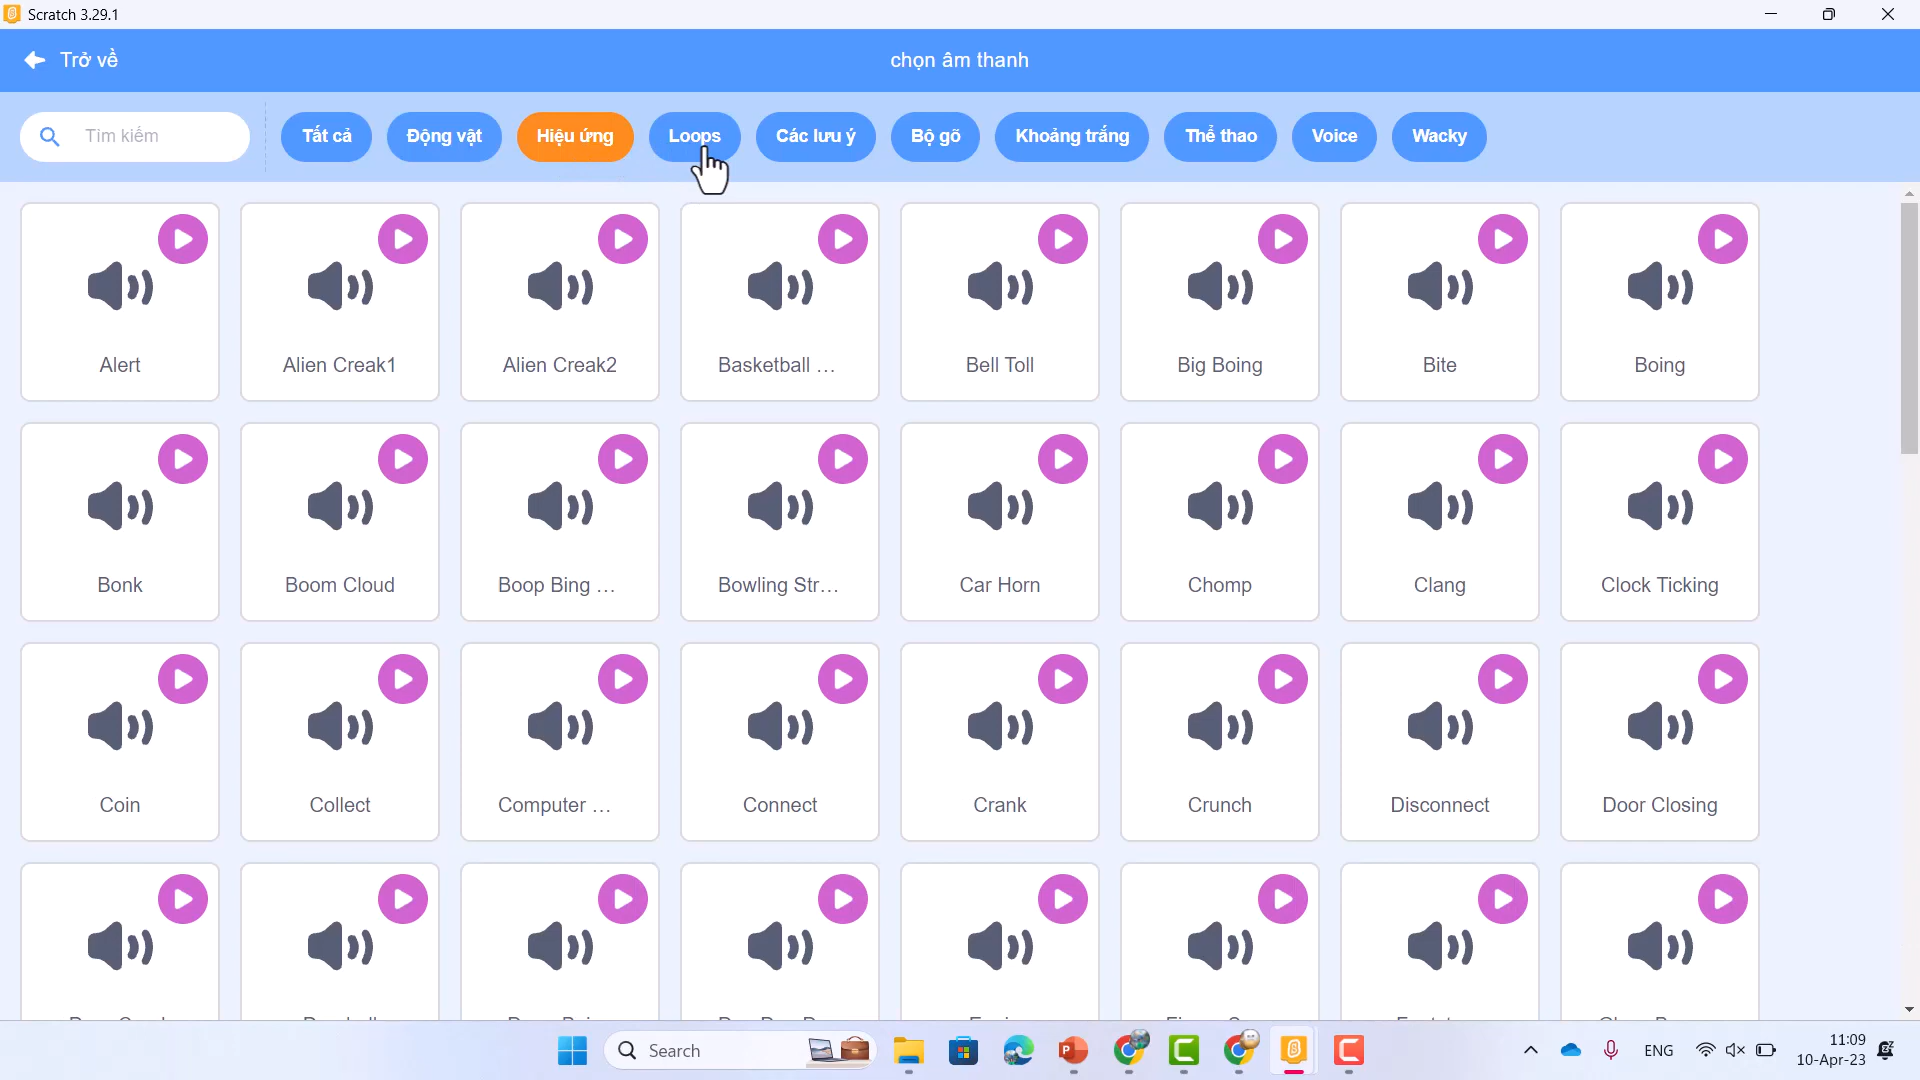 Scratch 3.29.1
Trở về
chọn âm thanh
Tìm kiếm
Tất cả
Động vật
Hiệu ứng
Loops
Các lưu ý
Bộ gõ
Khoảng trắng
Thể thao
Voice
Wacky
Alert
Alien Creak1
Alien Creak2
Basketball ...
Bell Toll
Big Boing
Bite
Boing
Bonk
Boom Cloud
Boop Bing ...
Bowling Str...
Car Horn
Chomp
Clang
Clock Ticking
Coin
Collect
Computer ...
Connect
Crank
Crunch
Disconnect
Door Closing
Search
ENG
11:09
10-Apr-23